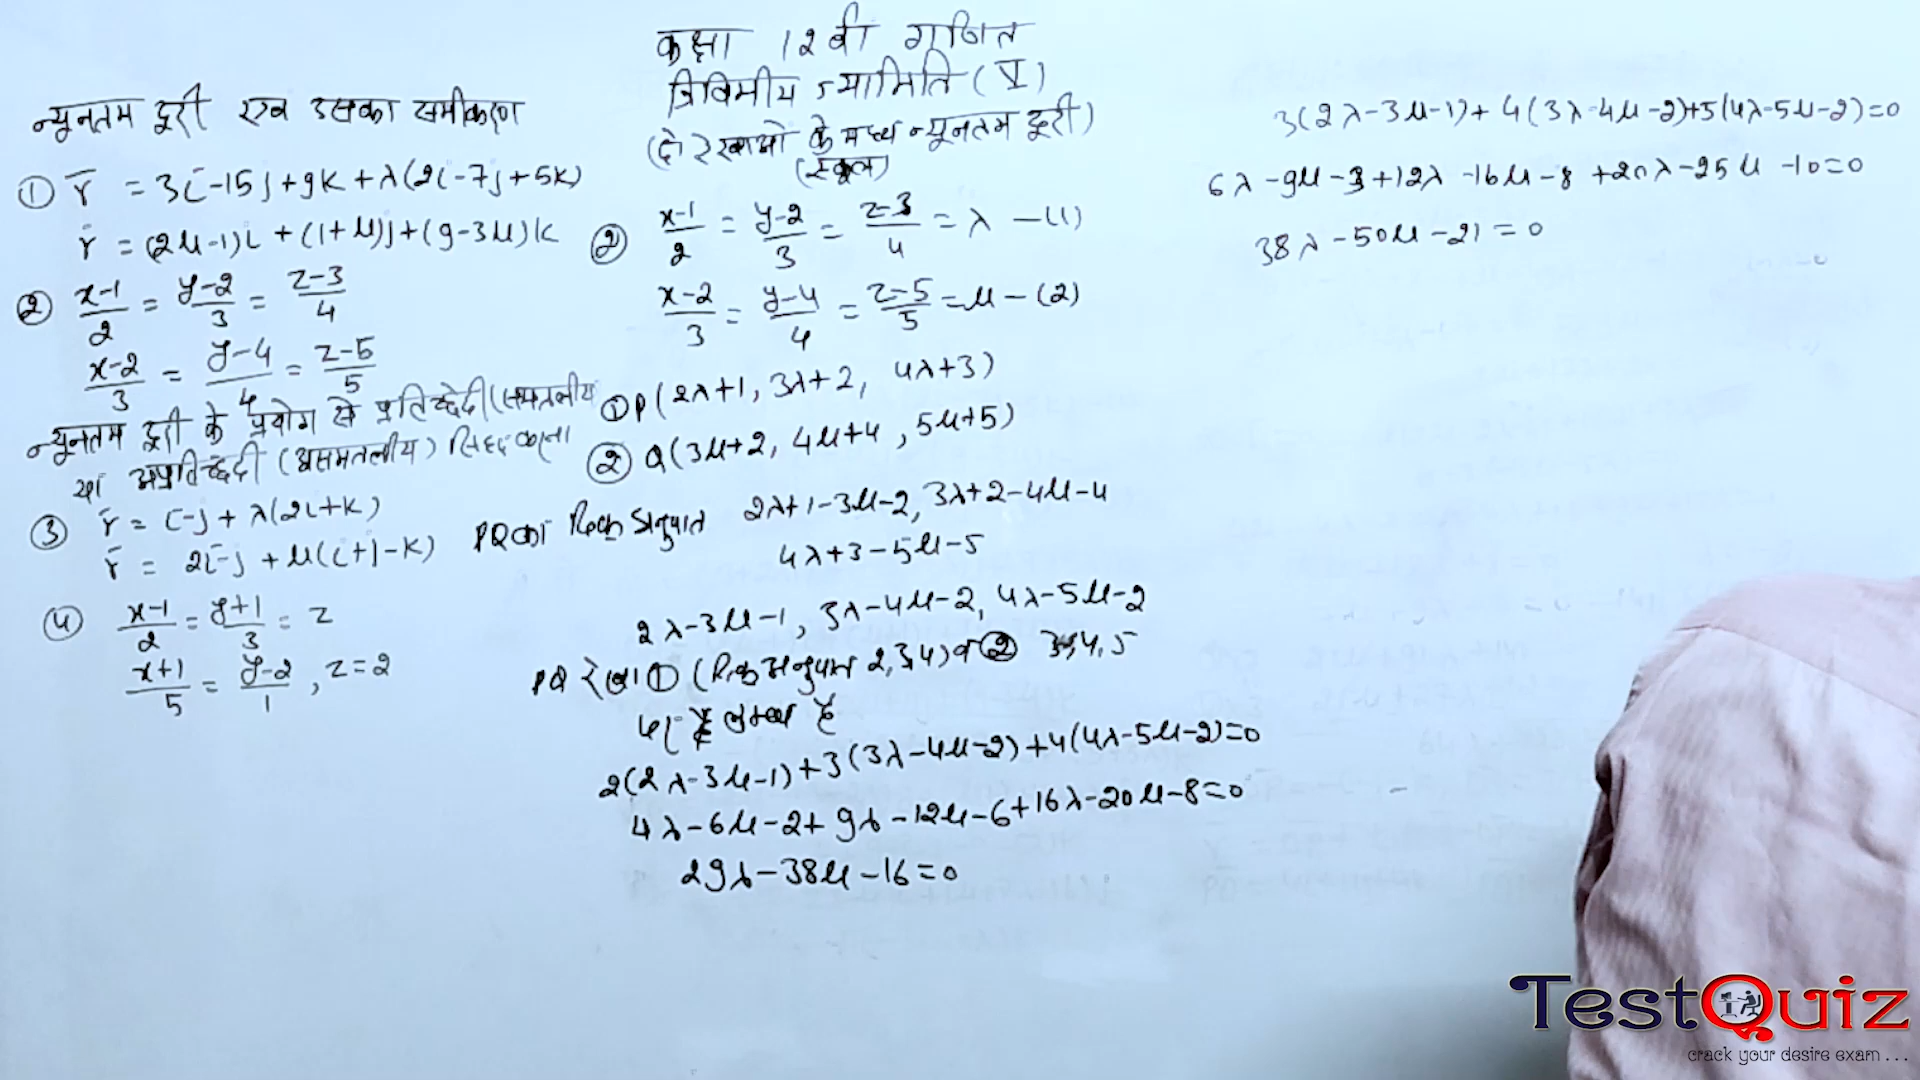 कक्षा 12वी गणित
त्रिविमीय ज्यामिति (V)
(दो रेखाओ के मध्य न्यूनतम दूरी)
(स्कूल)
न्यूनतम दूरी एवं उसका समीकरण
① r̄ = 3i-15j+9k+λ(2i-7j+5k)
r̄ = (2μ-1)i+(1+μ)j+(9-3μ)k
② x-1/2 = y-2/3 = z-3/4
x-2/3 = y-4/4 = z-5/5
न्यूनतम दूरी के प्रयोग से प्रतिच्छेदी (समतलीय
या अप्रतिच्छेदी (असमतलीय) सिद्ध करना
③ r̄ = i-j+λ(2i+k)
r̄ = 2i-j+μ(i+j-k)
④ x-1/2 = y+1/3 = z
x+1/5 = y-2/1, z=2
② x-1/2 = y-2/3 = z-3/4 = λ —(1)
x-2/3 = y-4/4 = z-5/5 = μ —(2)
① P(2λ+1, 3λ+2, 4λ+3)
② Q(3μ+2, 4μ+4, 5μ+5)
PQ का दिक् अनुपात 2λ+1-3μ-2, 3λ+2-4μ-4
4λ+3-5μ-5
2λ-3μ-1, 3λ-4μ-2, 4λ-5μ-2
PQ रेखा ① (दिक् अनुपात 2,3,4) व ② 3,4,5
पर लम्ब है
2(2λ-3μ-1)+3(3λ-4μ-2)+4(4λ-5μ-2)=0
4λ-6μ-2+9λ-12μ-6+16λ-20μ-8=0
29λ-38μ-16=0
3(2λ-3μ-1)+4(3λ-4μ-2)+5(4λ-5μ-2)=0
6λ-9μ-3+12λ-16μ-8+20λ-25μ-10=0
38λ-50μ-21=0
TestQuiz
crack your desire exam...